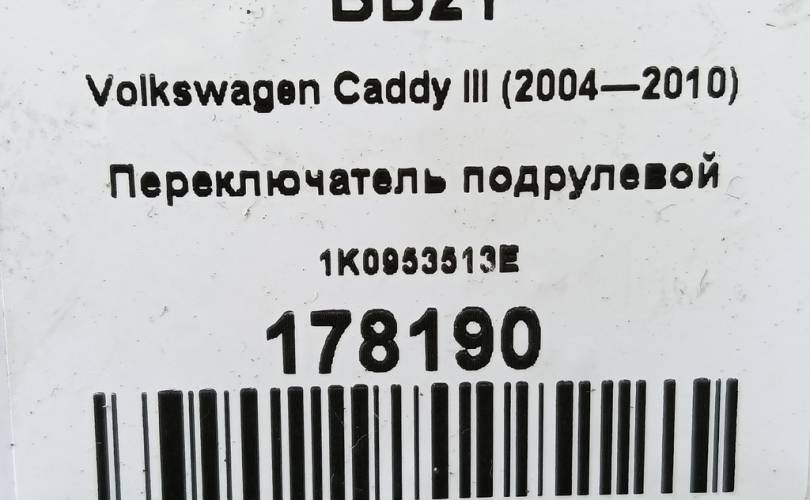 Volkswagen Caddy III (2004—2010)
Переключатель подрулевой
1K0953513E
178190